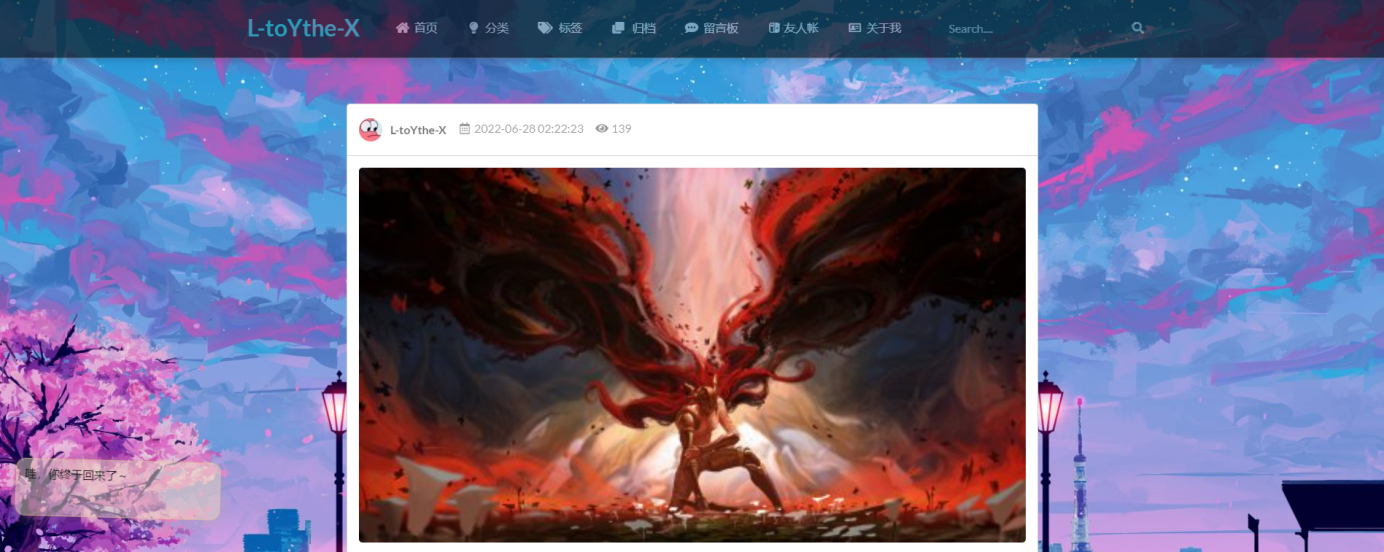 L-toYthe-X 首页 分类 标签 归档 留言板 友人帐 关于我 Search....
L-toYthe-X 2022-06-28 02:22:23 139
哇，你终于回来了～